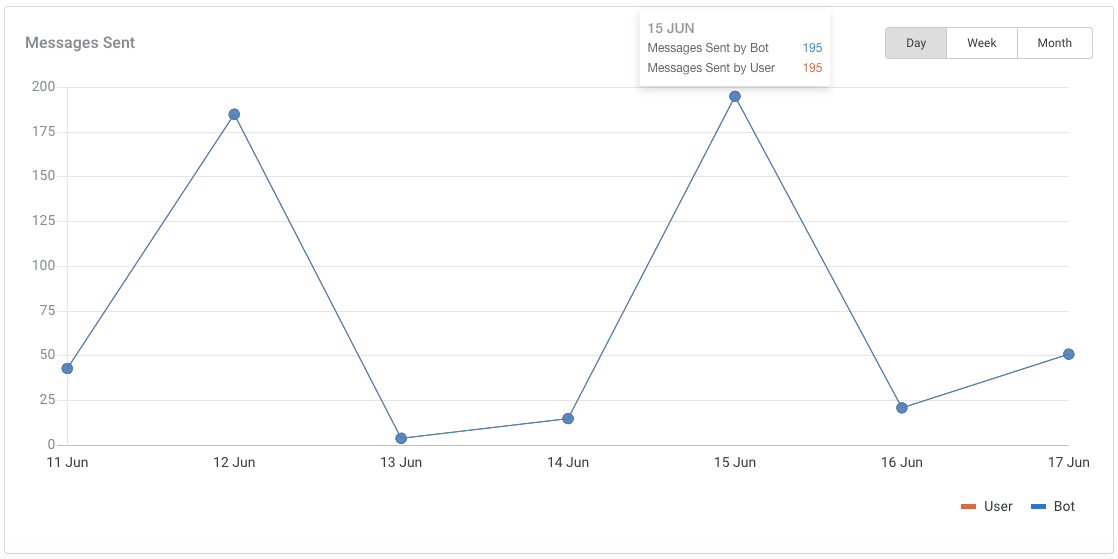 15 JUN
Messages Sent by Bot 195
Messages Sent by User 195
Messages Sent
Day Week Month
200
175
150
125
100
75
50
25
0
11 Jun 12 Jun 13 Jun 14 Jun 15 Jun 16 Jun 17 Jun
User Bot